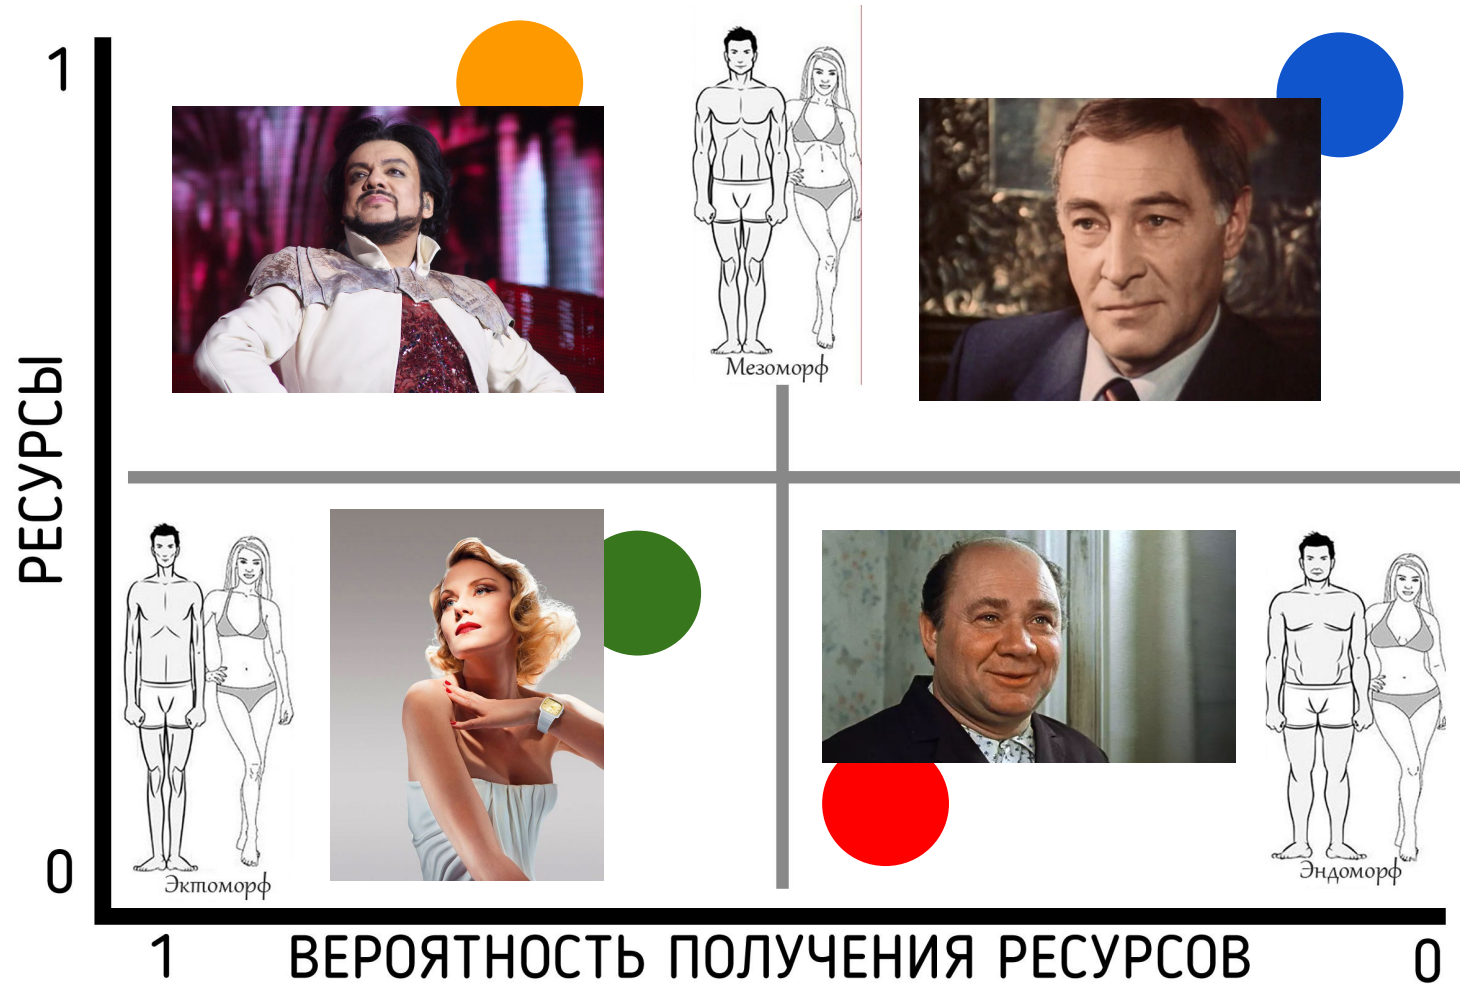 1
Мезоморф
РЕСУРСЫ
0
Эктоморф
Эндоморф
1
ВЕРОЯТНОСТЬ ПОЛУЧЕНИЯ РЕСУРСОВ
0